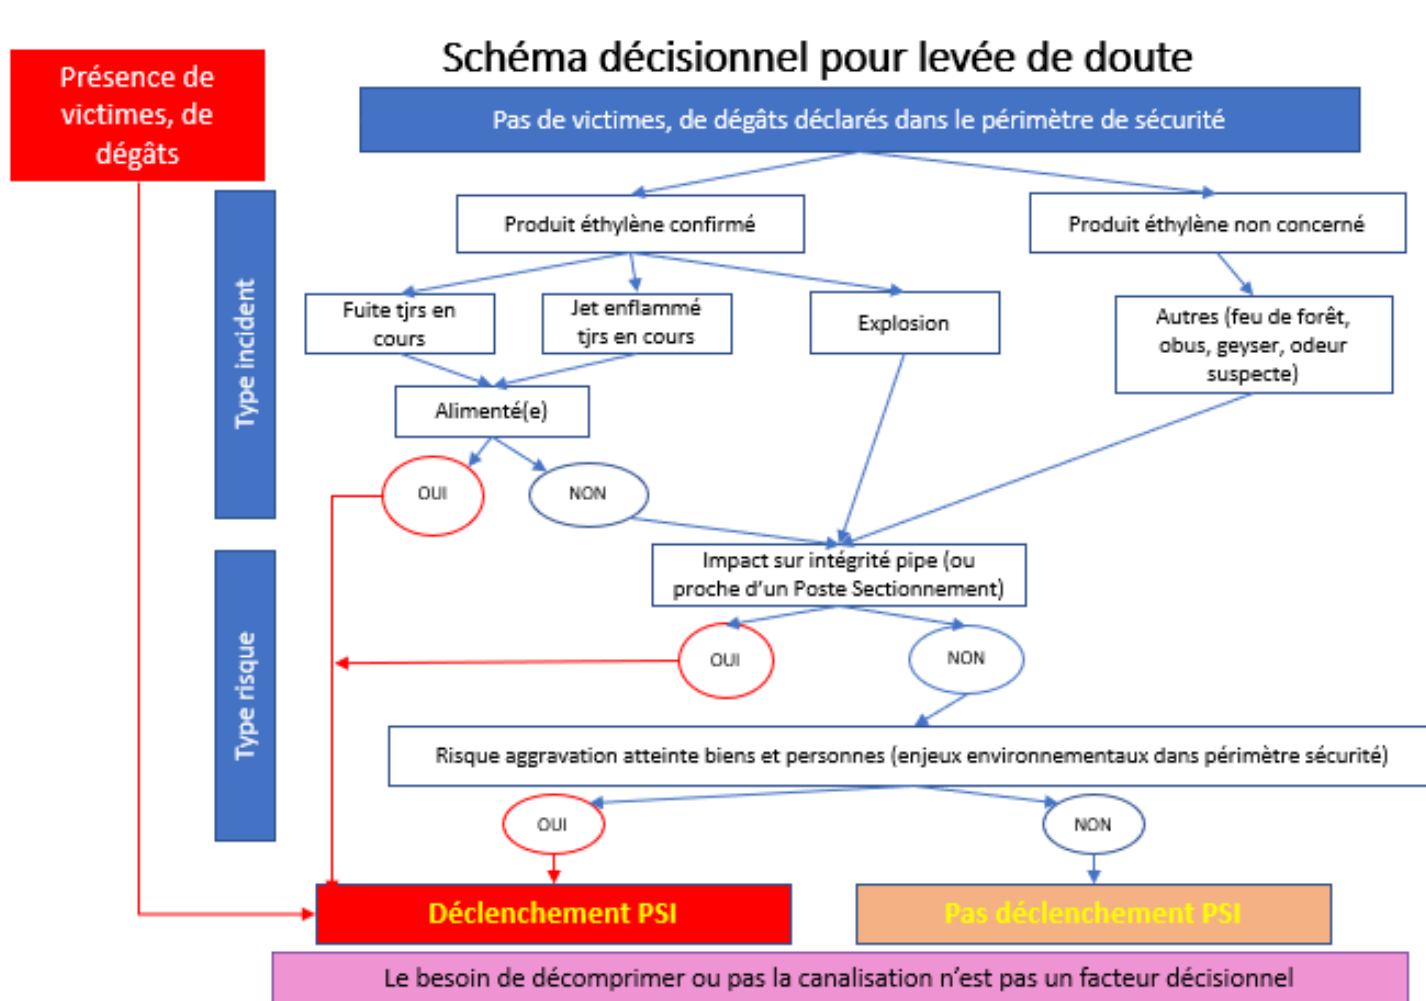 Schéma décisionnel pour levée de doute
Présence de
victimes, de
dégâts
Pas de victimes, de dégâts déclarés dans le périmètre de sécurité
Type incident
Produit éthylène confirmé
Produit éthylène non concerné
Fuite tjrs en
cours
Jet enflammé
tjrs en cours
Explosion
Autres (feu de forêt,
obus, geyser, odeur
suspecte)
Alimenté(e)
OUI
NON
Type risque
Impact sur intégrité pipe (ou
proche d'un Poste Sectionnement)
OUI
NON
Risque aggravation atteinte biens et personnes (enjeux environnementaux dans périmètre sécurité)
OUI
NON
Déclenchement PSI
Pas déclenchement PSI
Le besoin de décomprimer ou pas la canalisation n'est pas un facteur décisionnel